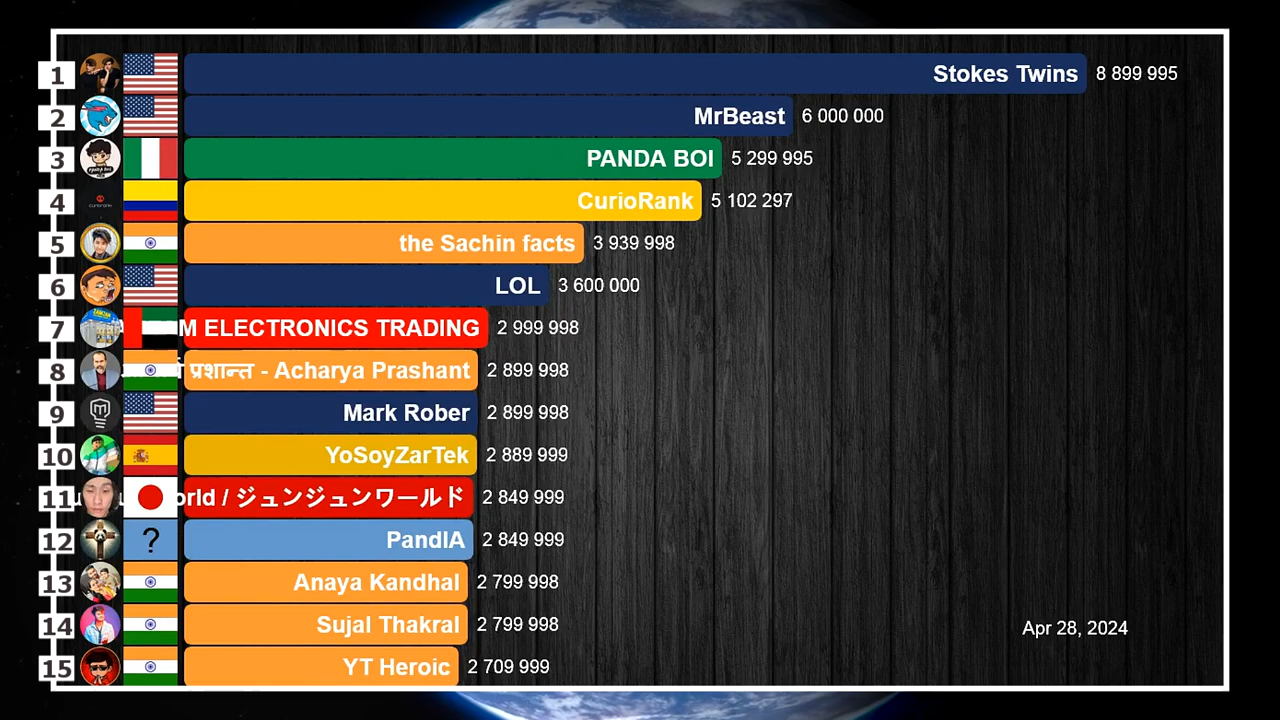 1 Stokes Twins 8 899 995
2 MrBeast 6 000 000
3 PANDA BOI 5 299 995
4 CurioRank 5 102 297
5 the Sachin facts 3 939 998
6 LOL 3 600 000
7 ELECTRONICS TRADING 2 999 998
8 प्रशान्त - Acharya Prashant 2 899 998
9 Mark Rober 2 899 998
10 YoSoyZarTek 2 889 999
11 / ジュンジュンワールド 2 849 999
12 ? PandIA 2 849 999
13 Anaya Kandhal 2 799 998
14 Sujal Thakral 2 799 998
Apr 28, 2024
15 YT Heroic 2 709 999